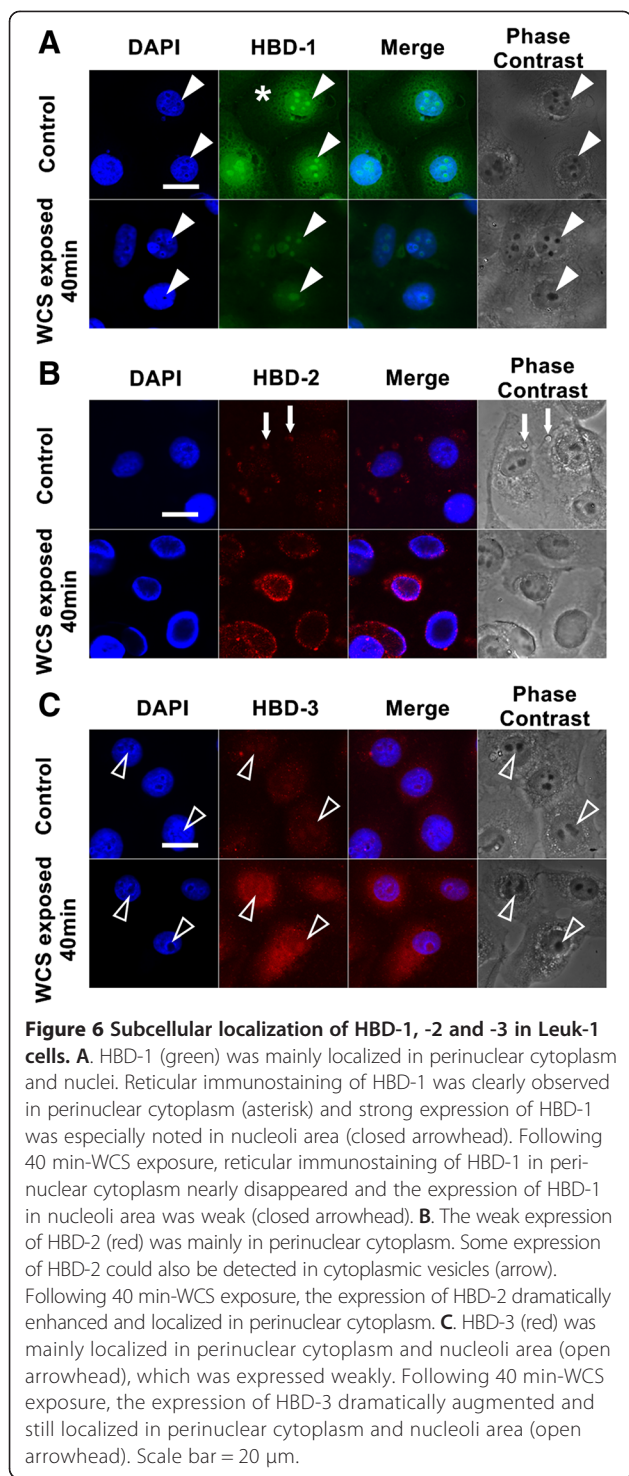 A
DAPI HBD-1 Merge Phase Contrast
Control
*
WCS exposed 40min
B
DAPI HBD-2 Merge Phase Contrast
Control
WCS exposed 40min
C
DAPI HBD-3 Merge Phase Contrast
Control
WCS exposed 40min
Figure 6 Subcellular localization of HBD-1, -2 and -3 in Leuk-1
cells. A. HBD-1 (green) was mainly localized in perinuclear cytoplasm
and nuclei. Reticular immunostaining of HBD-1 was clearly observed
in perinuclear cytoplasm (asterisk) and strong expression of HBD-1
was especially noted in nucleoli area (closed arrowhead). Following
40 min-WCS exposure, reticular immunostaining of HBD-1 in peri-
nuclear cytoplasm nearly disappeared and the expression of HBD-1
in nucleoli area was weak (closed arrowhead). B. The weak expression
of HBD-2 (red) was mainly in perinuclear cytoplasm. Some expression
of HBD-2 could also be detected in cytoplasmic vesicles (arrow).
Following 40 min-WCS exposure, the expression of HBD-2 dramatically
enhanced and localized in perinuclear cytoplasm. C. HBD-3 (red) was
mainly localized in perinuclear cytoplasm and nucleoli area (open
arrowhead), which was expressed weakly. Following 40 min-WCS
exposure, the expression of HBD-3 dramatically augmented and
still localized in perinuclear cytoplasm and nucleoli area (open
arrowhead). Scale bar = 20 μm.